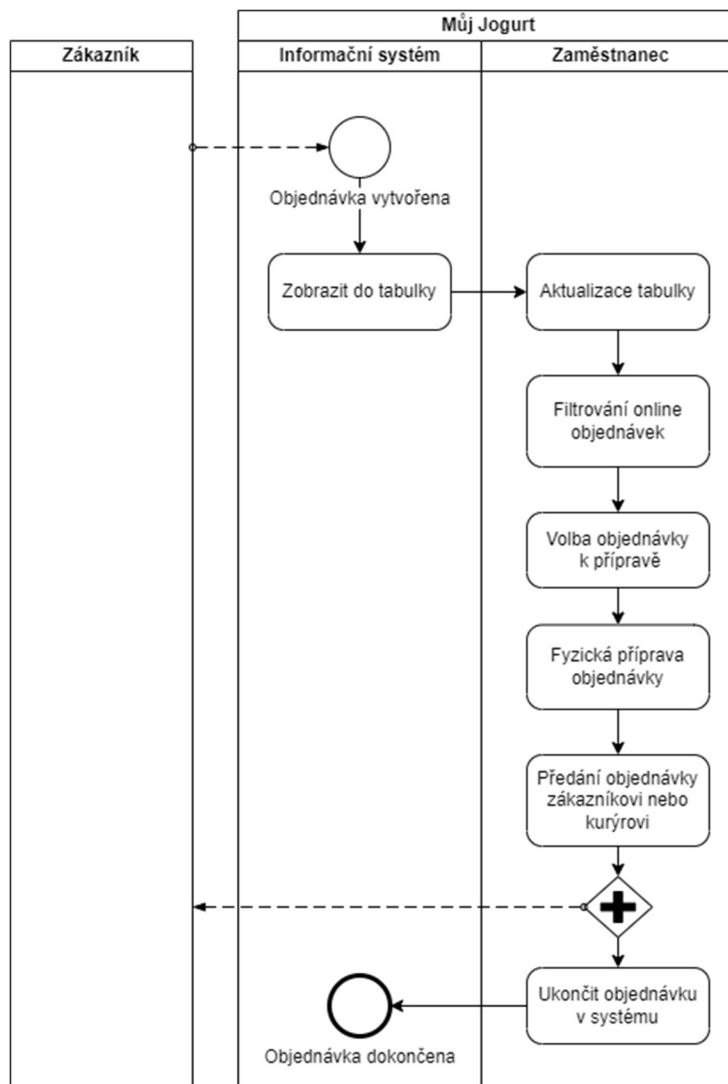 Můj Jogurt
Zákazník
Informační systém
Zaměstnanec
Objednávka vytvořena
Zobrazit do tabulky
Aktualizace tabulky
Filtrování online
objednávek
Volba objednávky
k přípravě
Fyzická příprava
objednávky
Předání objednávky
zákazníkovi nebo
kurýrovi
Ukončit objednávku
v systému
Objednávka dokončena